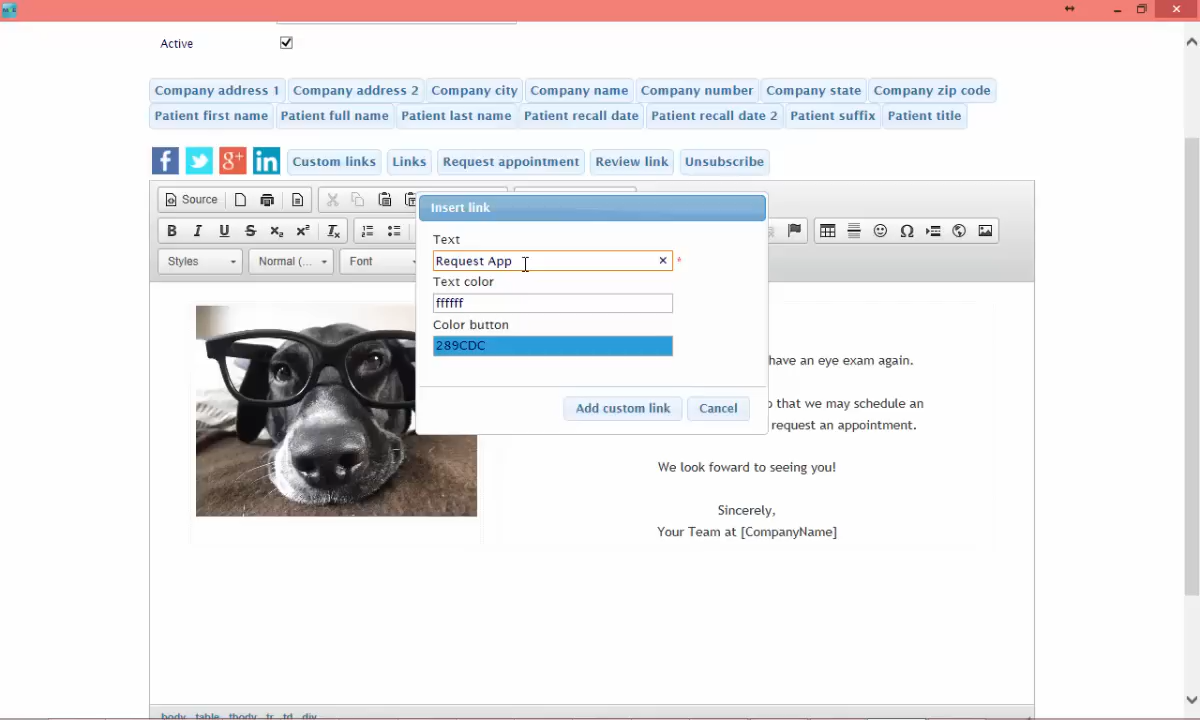 Active
Company address 1 Company address 2 Company city Company name Company number Company state Company zip code
Patient first name Patient full name Patient last name Patient recall date Patient recall date 2 Patient suffix Patient title
Custom links Links Request appointment Review link Unsubscribe
Source
Styles Normal (... Font
Insert link
Text
Request App
Text color
ffffff
Color button
289CDC
Add custom link Cancel
have an eye exam again.
that we may schedule an
request an appointment.
We look foward to seeing you!
Sincerely,
Your Team at [CompanyName]
body table tbody tr td div